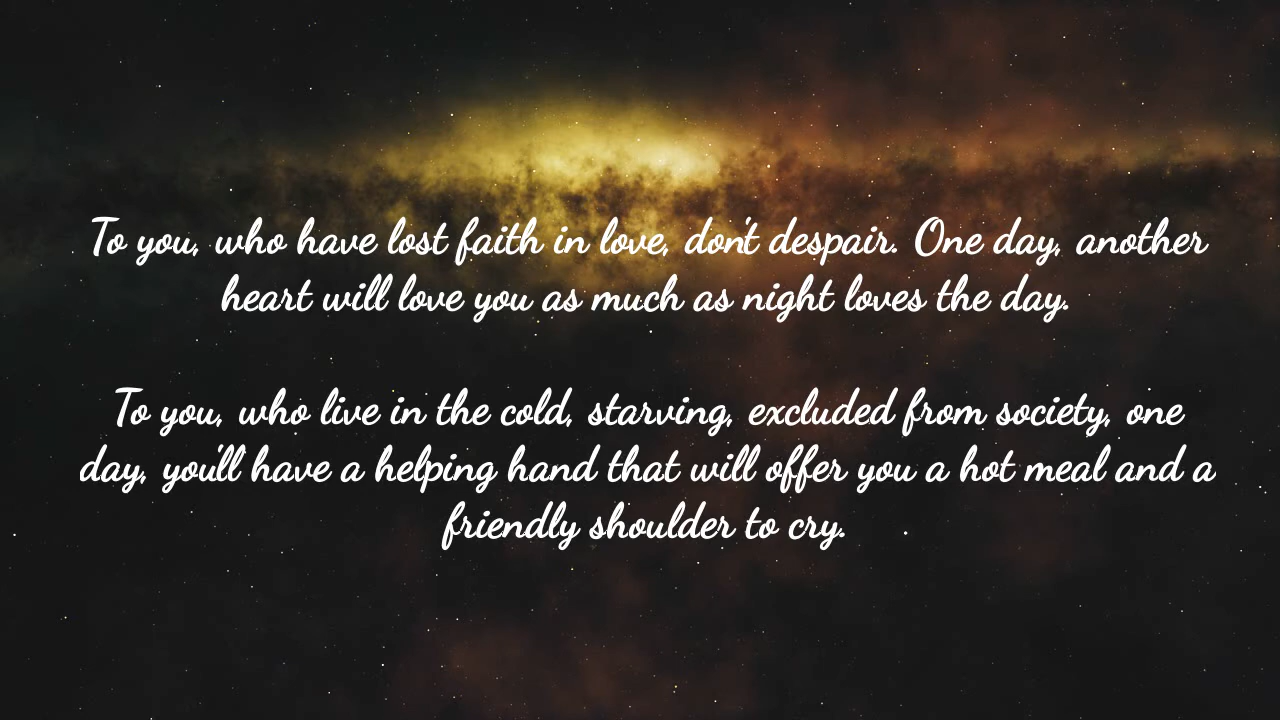 To you, who have lost faith in love, don't despair. One day, another
heart will love you as much as night loves the day.
To you, who live in the cold, starving, excluded from society, one
day, you'll have a helping hand that will offer you a hot meal and a
friendly shoulder to cry.